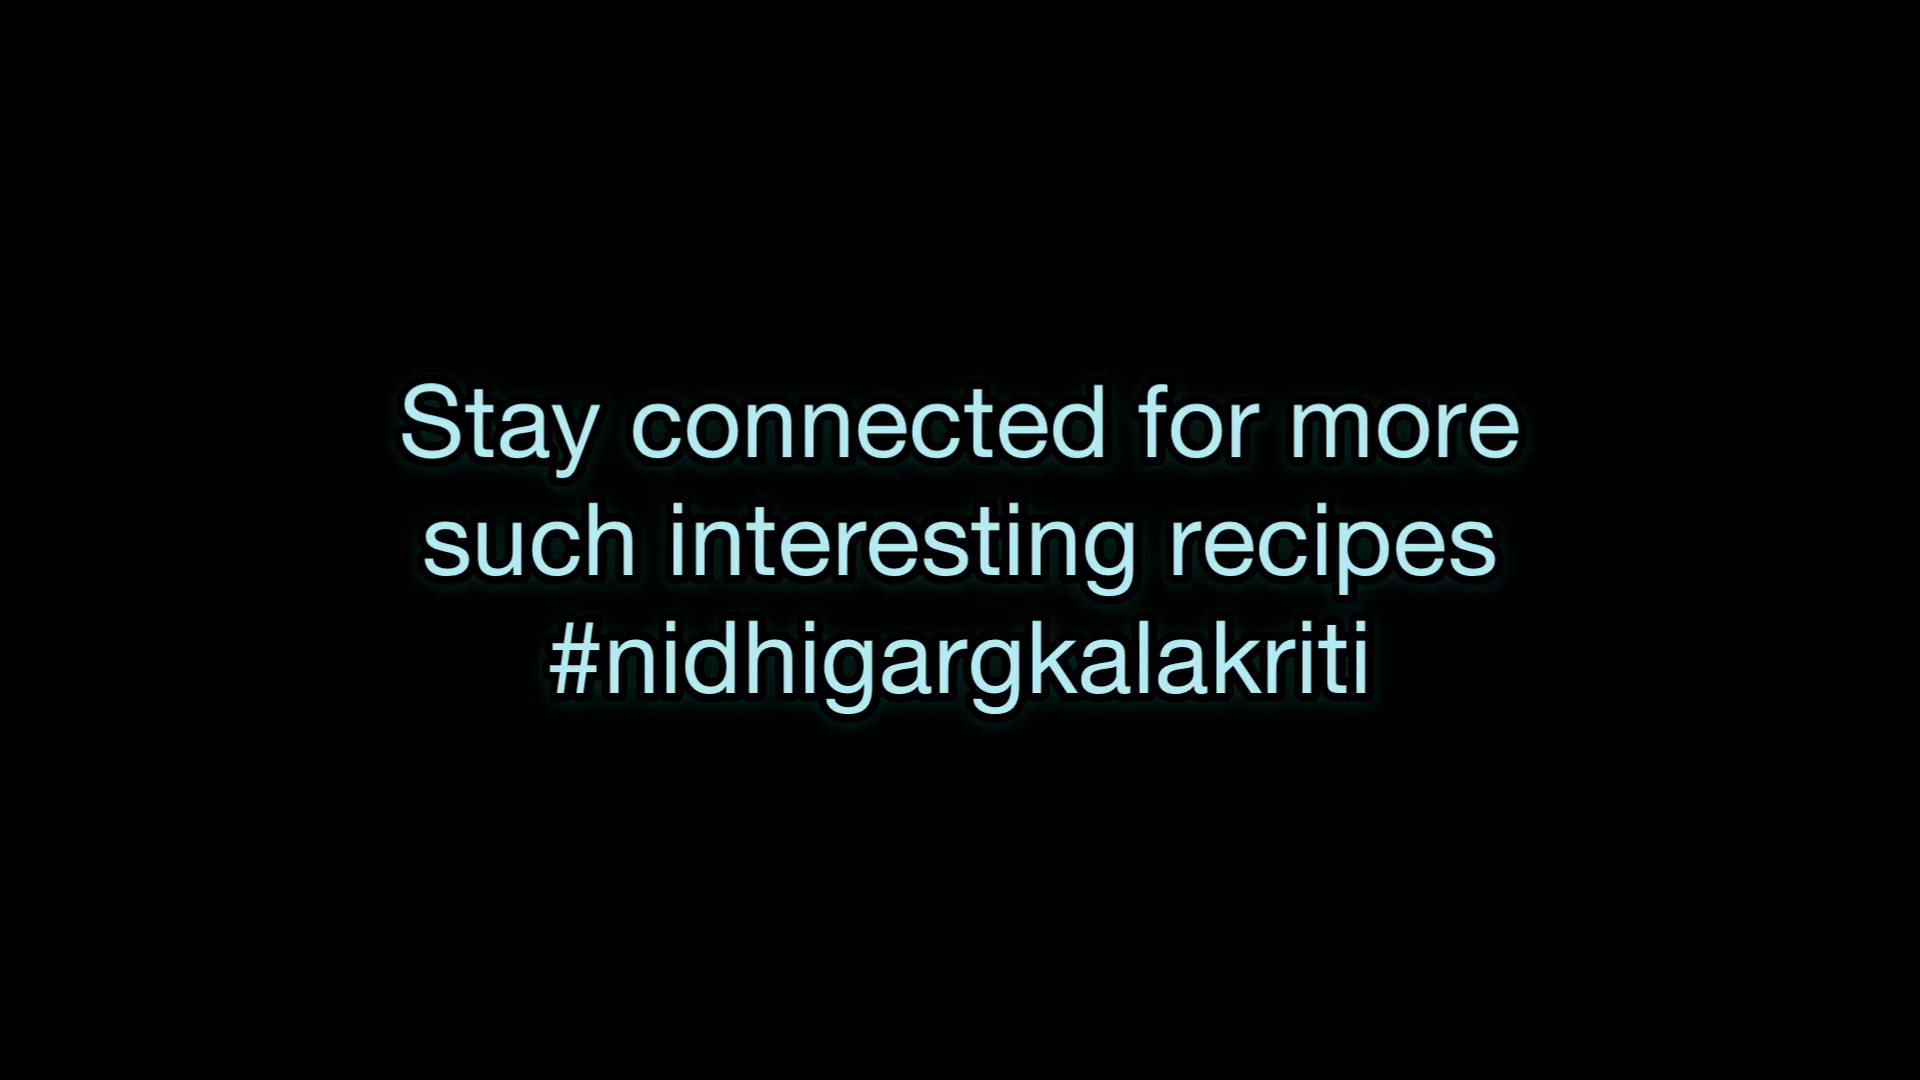 Stay connected for more
such interesting recipes
#nidhigargkalakriti